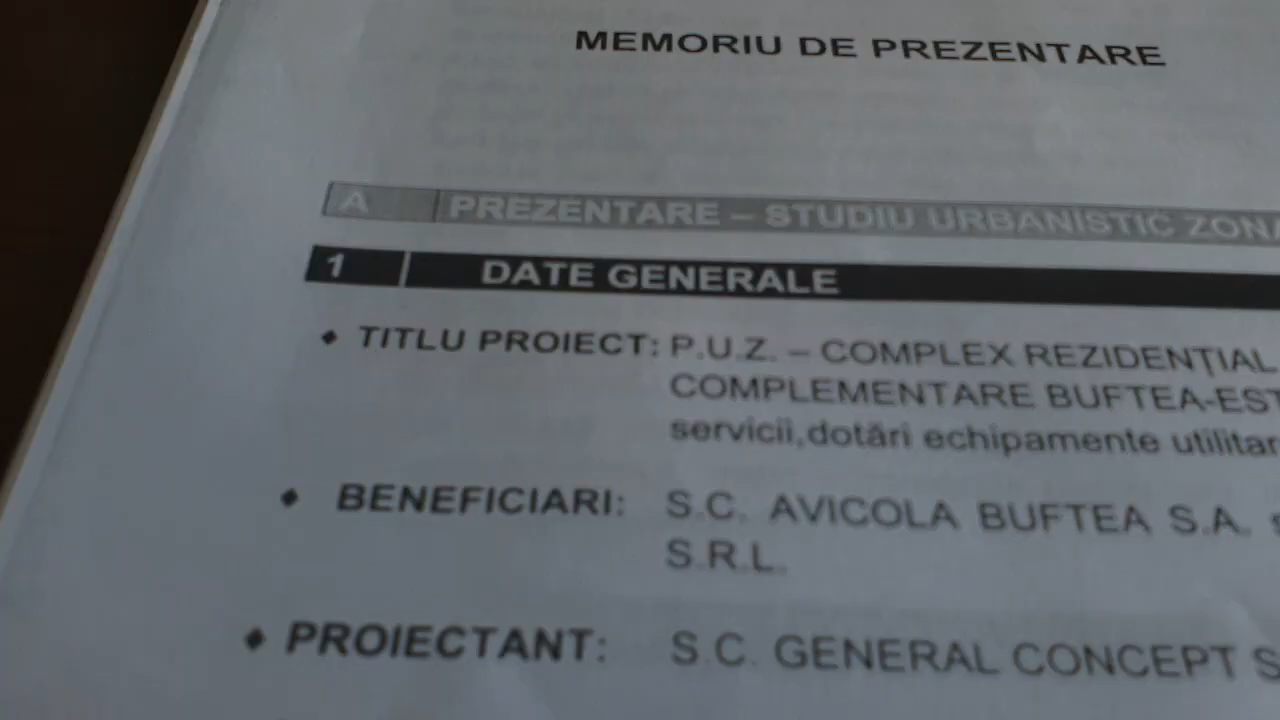 MEMORIU DE PREZENTARE
A PREZENTARE – STUDIU URBANISTIC
1 DATE GENERALE
♦ TITLU PROIECT: P.U.Z. – COMPLEX REZIDENȚIAL
COMPLEMENTARE BUFTEA-EST
servicii,dotări echipamente
♦ BENEFICIARI: S.C. AVICOLA BUFTEA S.A.
S.R.L.
♦ PROIECTANT: S.C. GENERAL CONCEPT